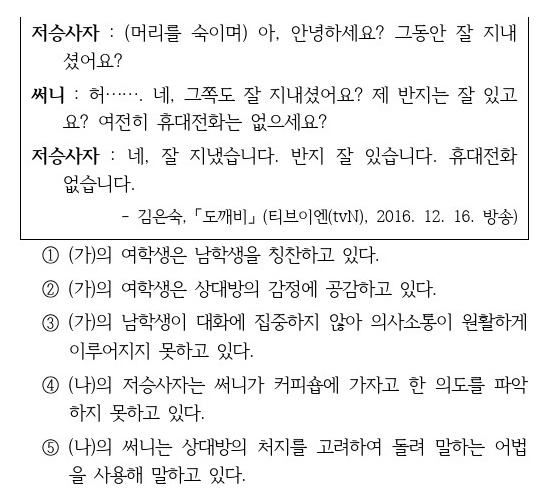 저승사자 : (머리를 숙이며) 아, 안녕하세요? 그동안 잘 지내
셨어요?
써니 : 허……. 네, 그쪽도 잘 지내셨어요? 제 반지는 잘 있고
요? 여전히 휴대전화는 없으세요?
저승사자 : 네, 잘 지냈습니다. 반지 잘 있습니다. 휴대전화
없습니다.
- 김은숙, 「도깨비」 (티브이엔(tvN), 2016. 12. 16. 방송)
① (가)의 여학생은 남학생을 칭찬하고 있다.
② (가)의 여학생은 상대방의 감정에 공감하고 있다.
③ (가)의 남학생이 대화에 집중하지 않아 의사소통이 원활하게
이루어지지 못하고 있다.
④ (나)의 저승사자는 써니가 커피숍에 가자고 한 의도를 파악
하지 못하고 있다.
⑤ (나)의 써니는 상대방의 처지를 고려하여 돌려 말하는 어법
을 사용해 말하고 있다.